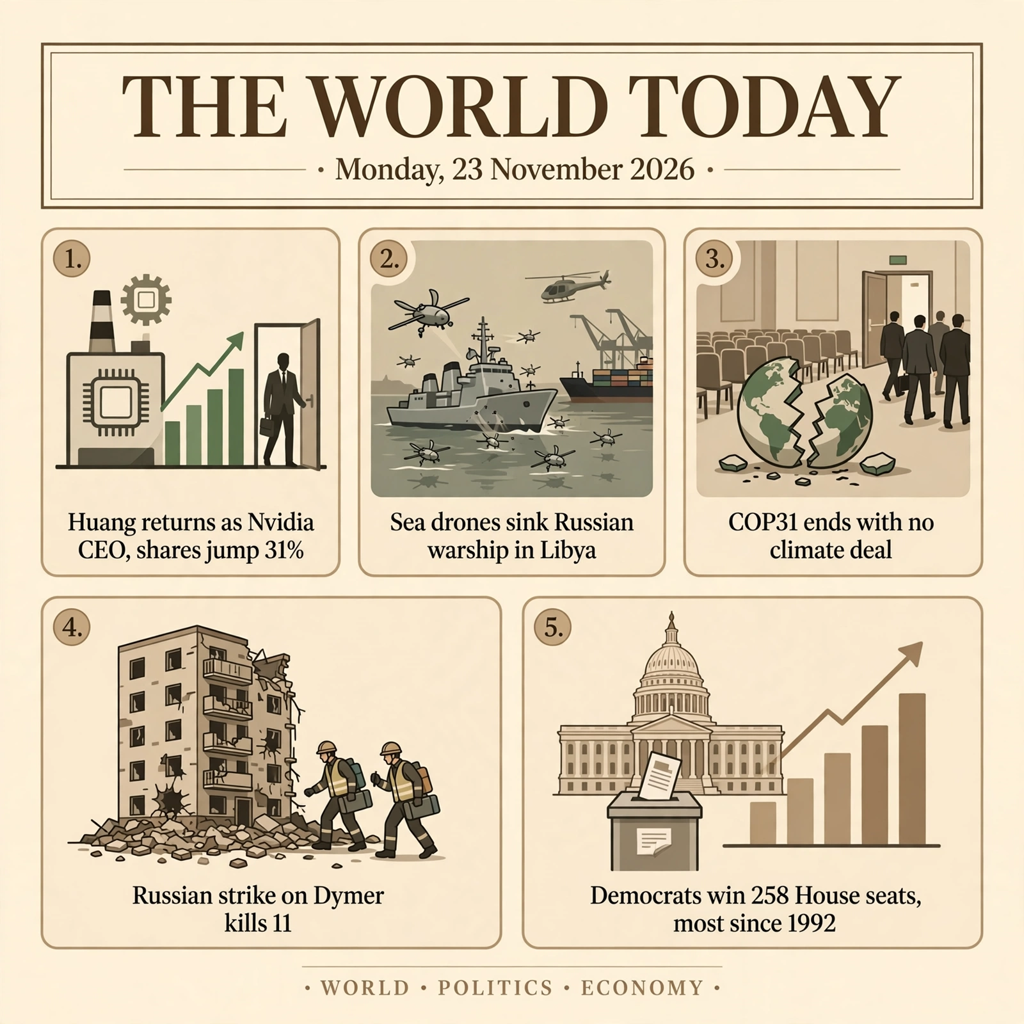 THE WORLD TODAY
· Monday, 23 November 2026 ·
1.
Huang returns as Nvidia
CEO, shares jump 31%
2.
Sea drones sink Russian
warship in Libya
3.
COP31 ends with no
climate deal
4.
Russian strike on Dymer
kills 11
5.
Democrats win 258 House seats,
most since 1992
· WORLD · POLITICS · ECONOMY ·